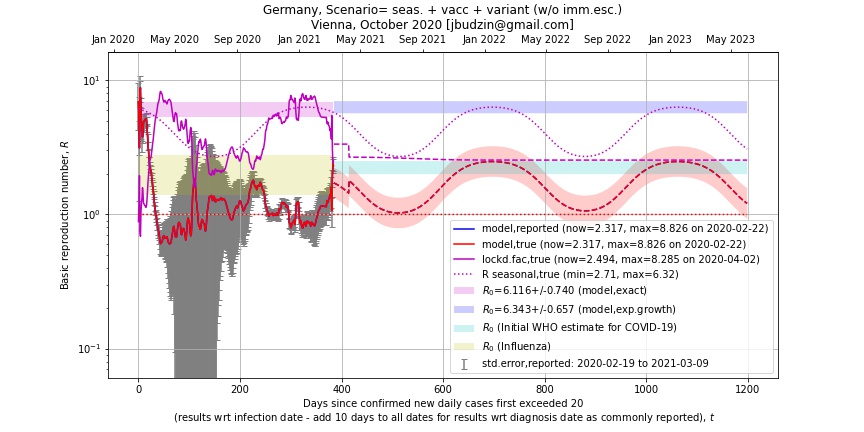 Germany, Scenario= seas. + vacc + variant (w/o imm.esc.)
Vienna, October 2020 [jbudzin@gmail.com]
Jan 2020 May 2020 Sep 2020 Jan 2021 May 2021 Sep 2021 Jan 2022 May 2022 Sep 2022 Jan 2023 May 2023
Basic reproduction number, R
10¹
10⁰
10⁻¹
model,reported (now=2.317, max=8.826 on 2020-02-22)
model,true (now=2.317, max=8.826 on 2020-02-22)
lockd.fac,true (now=2.494, max=8.285 on 2020-04-02)
R seasonal,true (min=2.71, max=6.32)
R₀=6.116+/-0.740 (model,exact)
R₀=6.343+/-0.657 (model,exp.growth)
R₀ (Initial WHO estimate for COVID-19)
R₀ (Influenza)
std.error,reported: 2020-02-19 to 2021-03-09
0 200 400 600 800 1000 1200
Days since confirmed new daily cases first exceeded 20
(results wrt infection date - add 10 days to all dates for results wrt diagnosis date as commonly reported), t